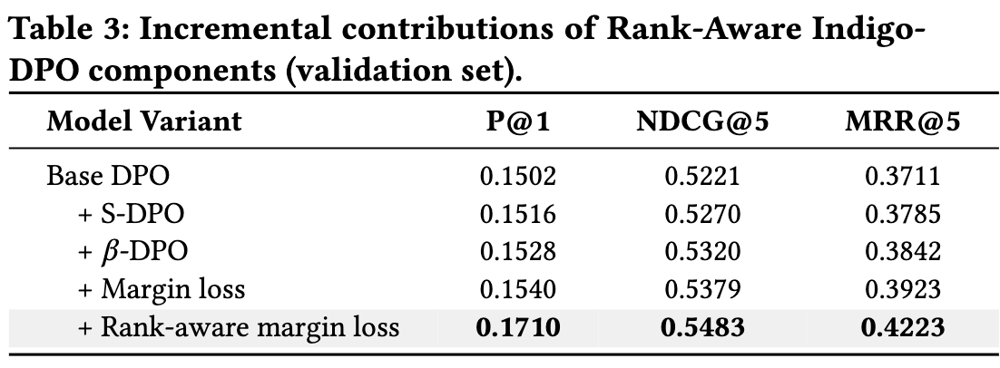 Table 3: Incremental contributions of Rank-Aware Indigo-
DPO components (validation set).
Model Variant P@1 NDCG@5 MRR@5
Base DPO 0.1502 0.5221 0.3711
+ S-DPO 0.1516 0.5270 0.3785
+ β-DPO 0.1528 0.5320 0.3842
+ Margin loss 0.1540 0.5379 0.3923
+ Rank-aware margin loss 0.1710 0.5483 0.4223